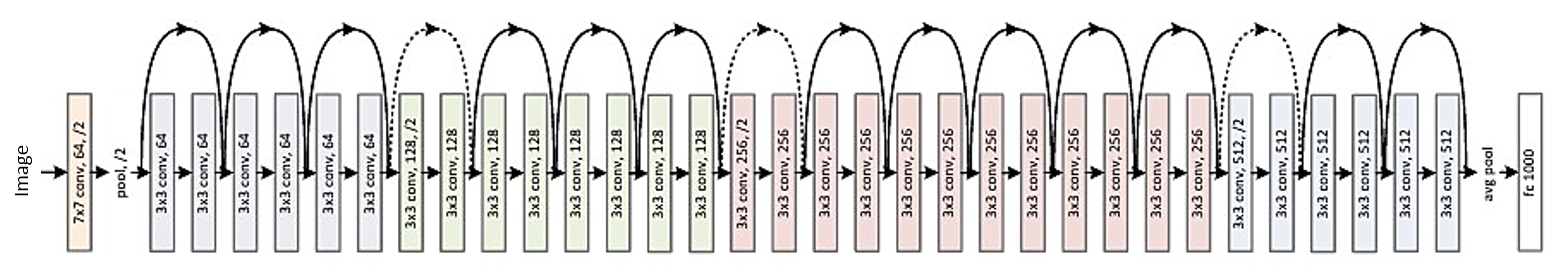 Image
7x7 conv, 64, /2
pool, /2
3x3 conv, 64
3x3 conv, 64
3x3 conv, 64
3x3 conv, 64
3x3 conv, 64
3x3 conv, 64
3x3 conv, 128, /2
3x3 conv, 128
3x3 conv, 128
3x3 conv, 128
3x3 conv, 128
3x3 conv, 128
3x3 conv, 128
3x3 conv, 128
3x3 conv, 256, /2
3x3 conv, 256
3x3 conv, 256
3x3 conv, 256
3x3 conv, 256
3x3 conv, 256
3x3 conv, 256
3x3 conv, 256
3x3 conv, 256
3x3 conv, 256
3x3 conv, 256
3x3 conv, 256
3x3 conv, 512, /2
3x3 conv, 512
3x3 conv, 512
3x3 conv, 512
3x3 conv, 512
3x3 conv, 512
avg pool
fc 1000